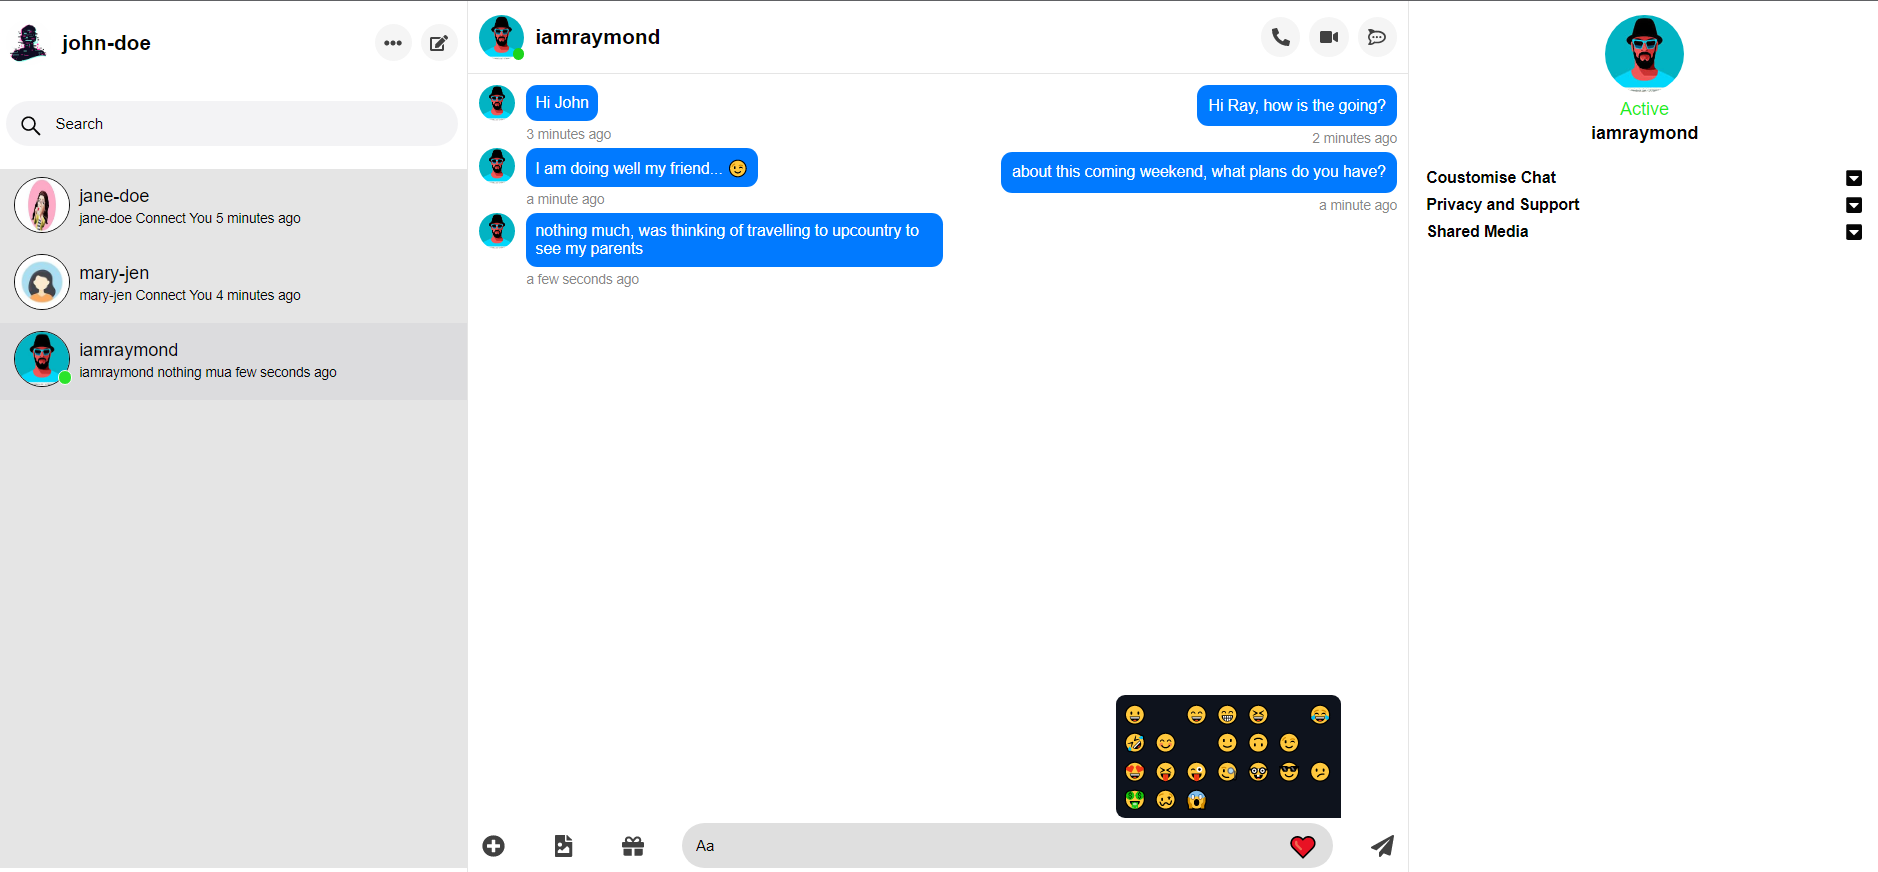 john-doe
Search
jane-doe
jane-doe Connect You 5 minutes ago
mary-jen
mary-jen Connect You 4 minutes ago
iamraymond
iamraymond nothing mua few seconds ago
iamraymond
Hi John
3 minutes ago
Hi Ray, how is the going?
2 minutes ago
I am doing well my friend... 😉
a minute ago
about this coming weekend, what plans do you have?
a minute ago
nothing much, was thinking of travelling to upcountry to
see my parents
a few seconds ago
Aa
Active
iamraymond
Coustomise Chat
Privacy and Support
Shared Media